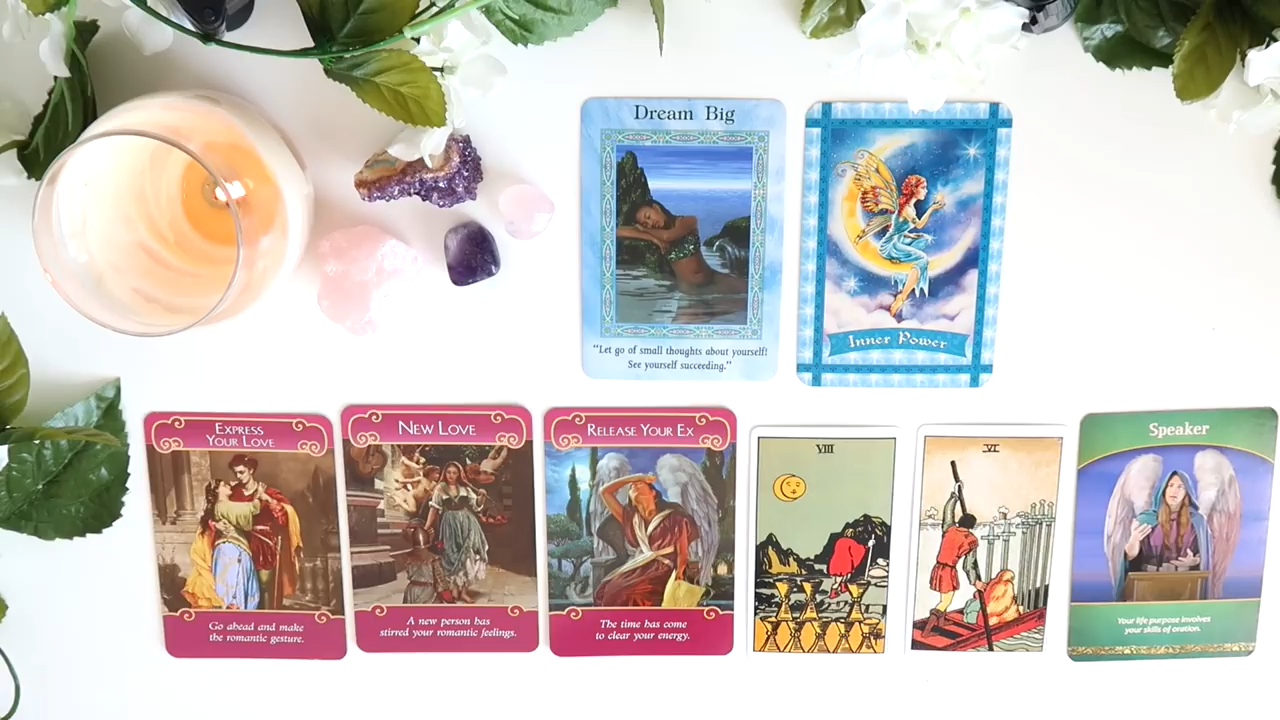 Dream Big
"Let go of small thoughts about yourself!
See yourself succeeding."
Inner Power
EXPRESS
YOUR LOVE
Go ahead and make
the romantic gesture.
NEW LOVE
A new person has
stirred your romantic feelings.
RELEASE YOUR EX
The time has come
to clear your energy.
VIII
VI
Speaker
Your life purpose involves
your skills of oration.